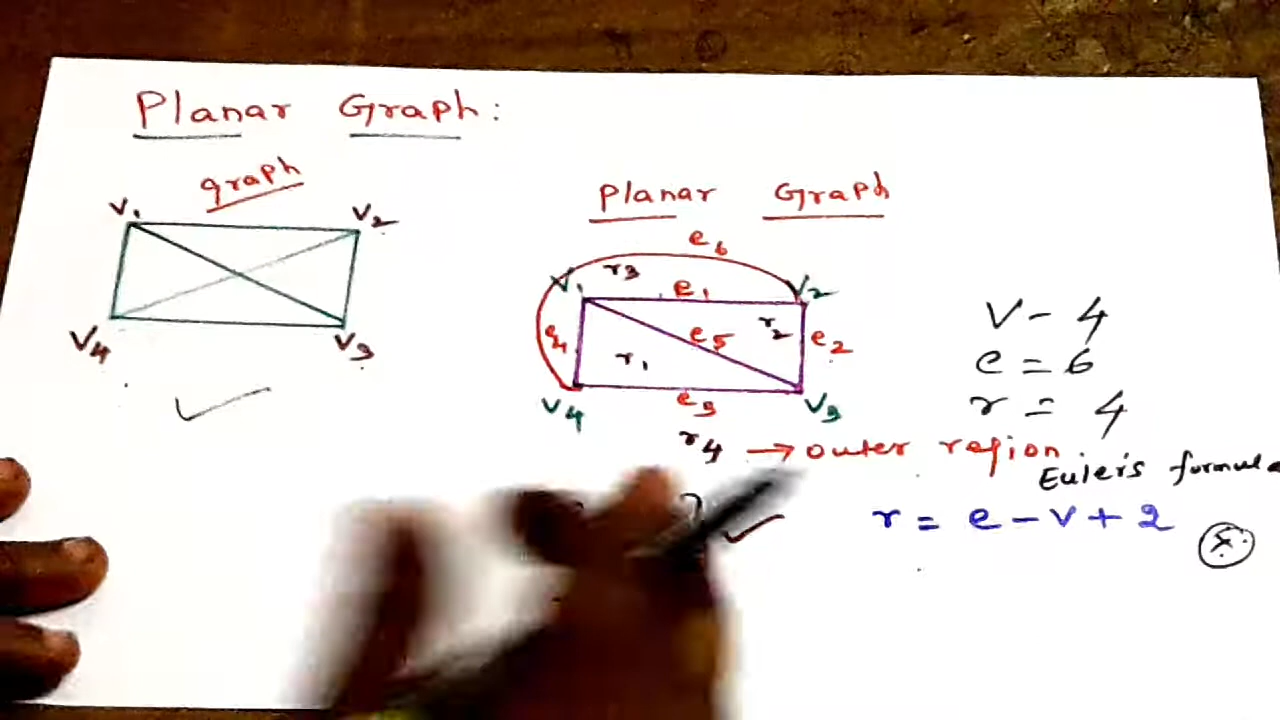 Planar Graph:
graph
V1
V2
V4
V3
Planar Graph
e6
r3
V1
e1
V2
r2
e4
e5
e2
r1
V4
e3
V3
r4 → outer region
V - 4
e = 6
r = 4
Euler's formula
r = e - v + 2